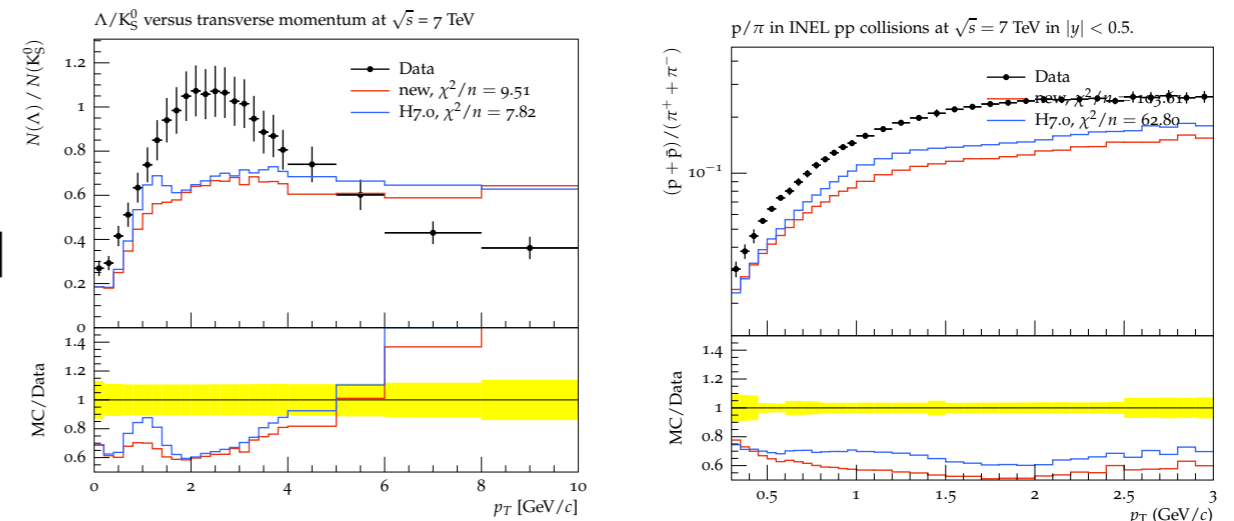 Λ/K⁰_S versus transverse momentum at √s = 7 TeV
N(Λ) / N(K⁰_S)
1.2
1
0.8
0.6
0.4
0.2
0
Data
new, χ²/n = 9.51
H7.0, χ²/n = 7.82
MC/Data
1.4
1.2
1
0.8
0.6
0 2 4 6 8 10
p_T [GeV/c]
p/π in INEL pp collisions at √s = 7 TeV in |y| < 0.5.
(p + p̄)/(π⁺ + π⁻)
10⁻¹
Data
new, χ²/n
H7.0, χ²/n = 62.80
MC/Data
1.4
1.2
1
0.8
0.6
0.5 1 1.5 2 2.5 3
p_T (GeV/c)